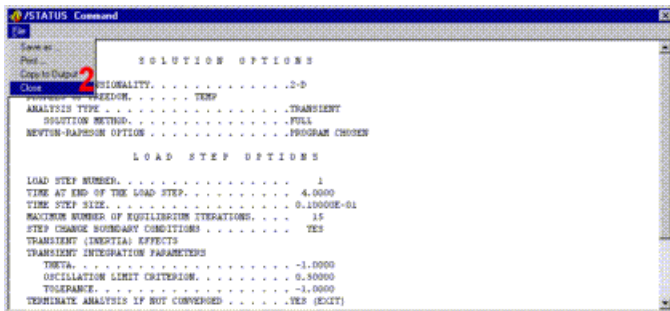 /STATUS Command
File
Save as ...
Print ...
Copy to Output
Close
2
S O L U T I O N   O P T I O N S
. . . . . . . . . . . . .2-D
FREEDOM. . . . . . TEMP
ANALYSIS TYPE . . . . . . . . . . . . . . . . .TRANSIENT
SOLUTION METHOD. . . . . . . . . . . . . . .FULL
NEWTON-RAPHSON OPTION . . . . . . . . . . . . .PROGRAM CHOSEN
L O A D   S T E P   O P T I O N S
LOAD STEP NUMBER. . . . . . . . . . . . . . . . 1
TIME AT END OF THE LOAD STEP. . . . . . . . . . 4.0000
TIME STEP SIZE. . . . . . . . . . . . . . . . . 0.10000E-01
MAXIMUM NUMBER OF EQUILIBRIUM ITERATIONS. . . . 15
STEP CHANGE BOUNDARY CONDITIONS . . . . . . . . YES
TRANSIENT (INERTIA) EFFECTS
TRANSIENT INTEGRATION PARAMETERS
THETA. . . . . . . . . . . . . . . . . . . .-1.0000
OSCILLATION LIMIT CRITERION. . . . . . . . . 0.50000
TOLERANCE. . . . . . . . . . . . . . . . . .-1.0000
TERMINATE ANALYSIS IF NOT CONVERGED . . . . . .YES (EXIT)